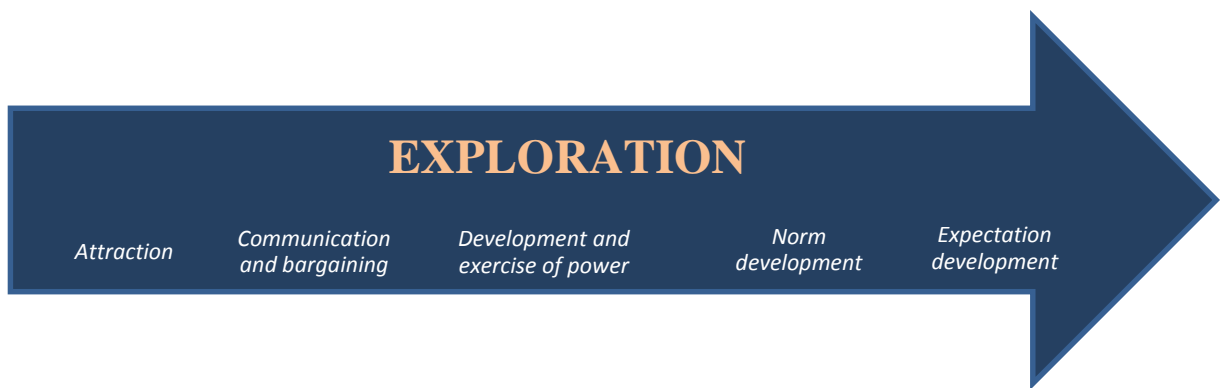 EXPLORATION
Attraction
Communication
and bargaining
Development and
exercise of power
Norm
development
Expectation
development